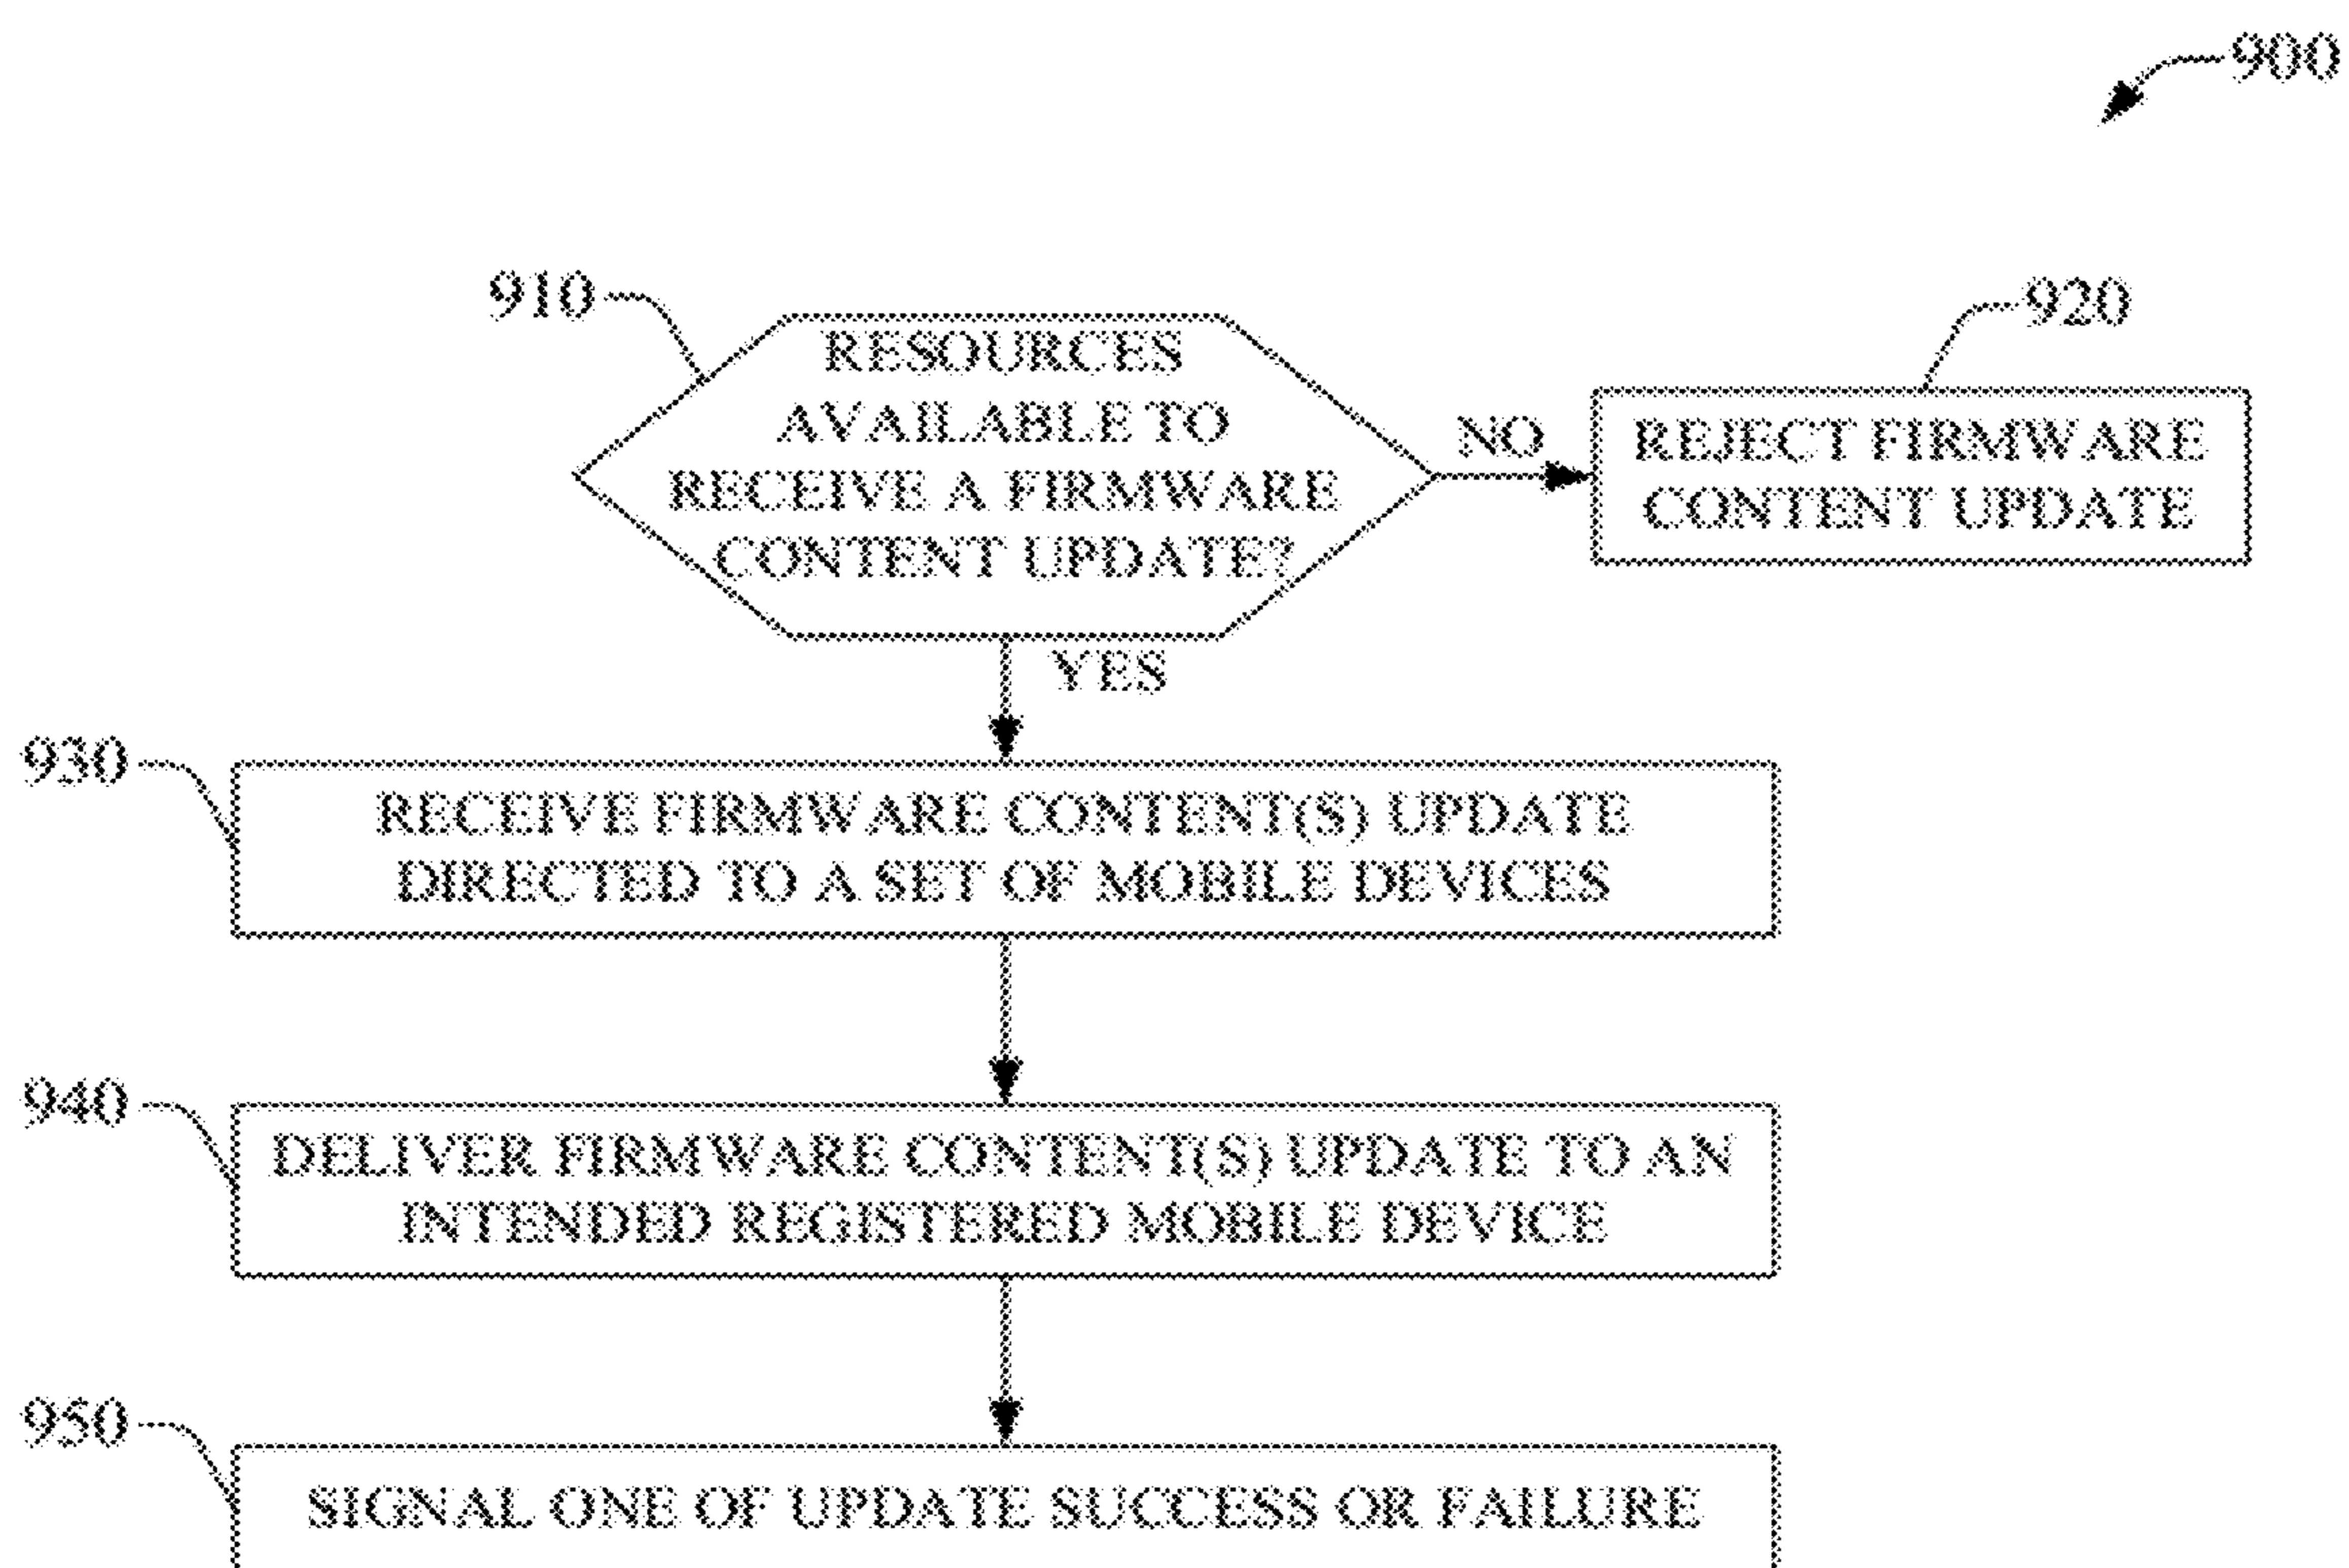 900
910
RESOURCES
AVAILABLE TO
RECEIVE A FIRMWARE
CONTENT UPDATE?
NO
920
REJECT FIRMWARE
CONTENT UPDATE
YES
930
RECEIVE FIRMWARE CONTENT(S) UPDATE
DIRECTED TO A SET OF MOBILE DEVICES
940
DELIVER FIRMWARE CONTENT(S) UPDATE TO AN
INTENDED REGISTERED MOBILE DEVICE
950
SIGNAL ONE OF UPDATE SUCCESS OR FAILURE